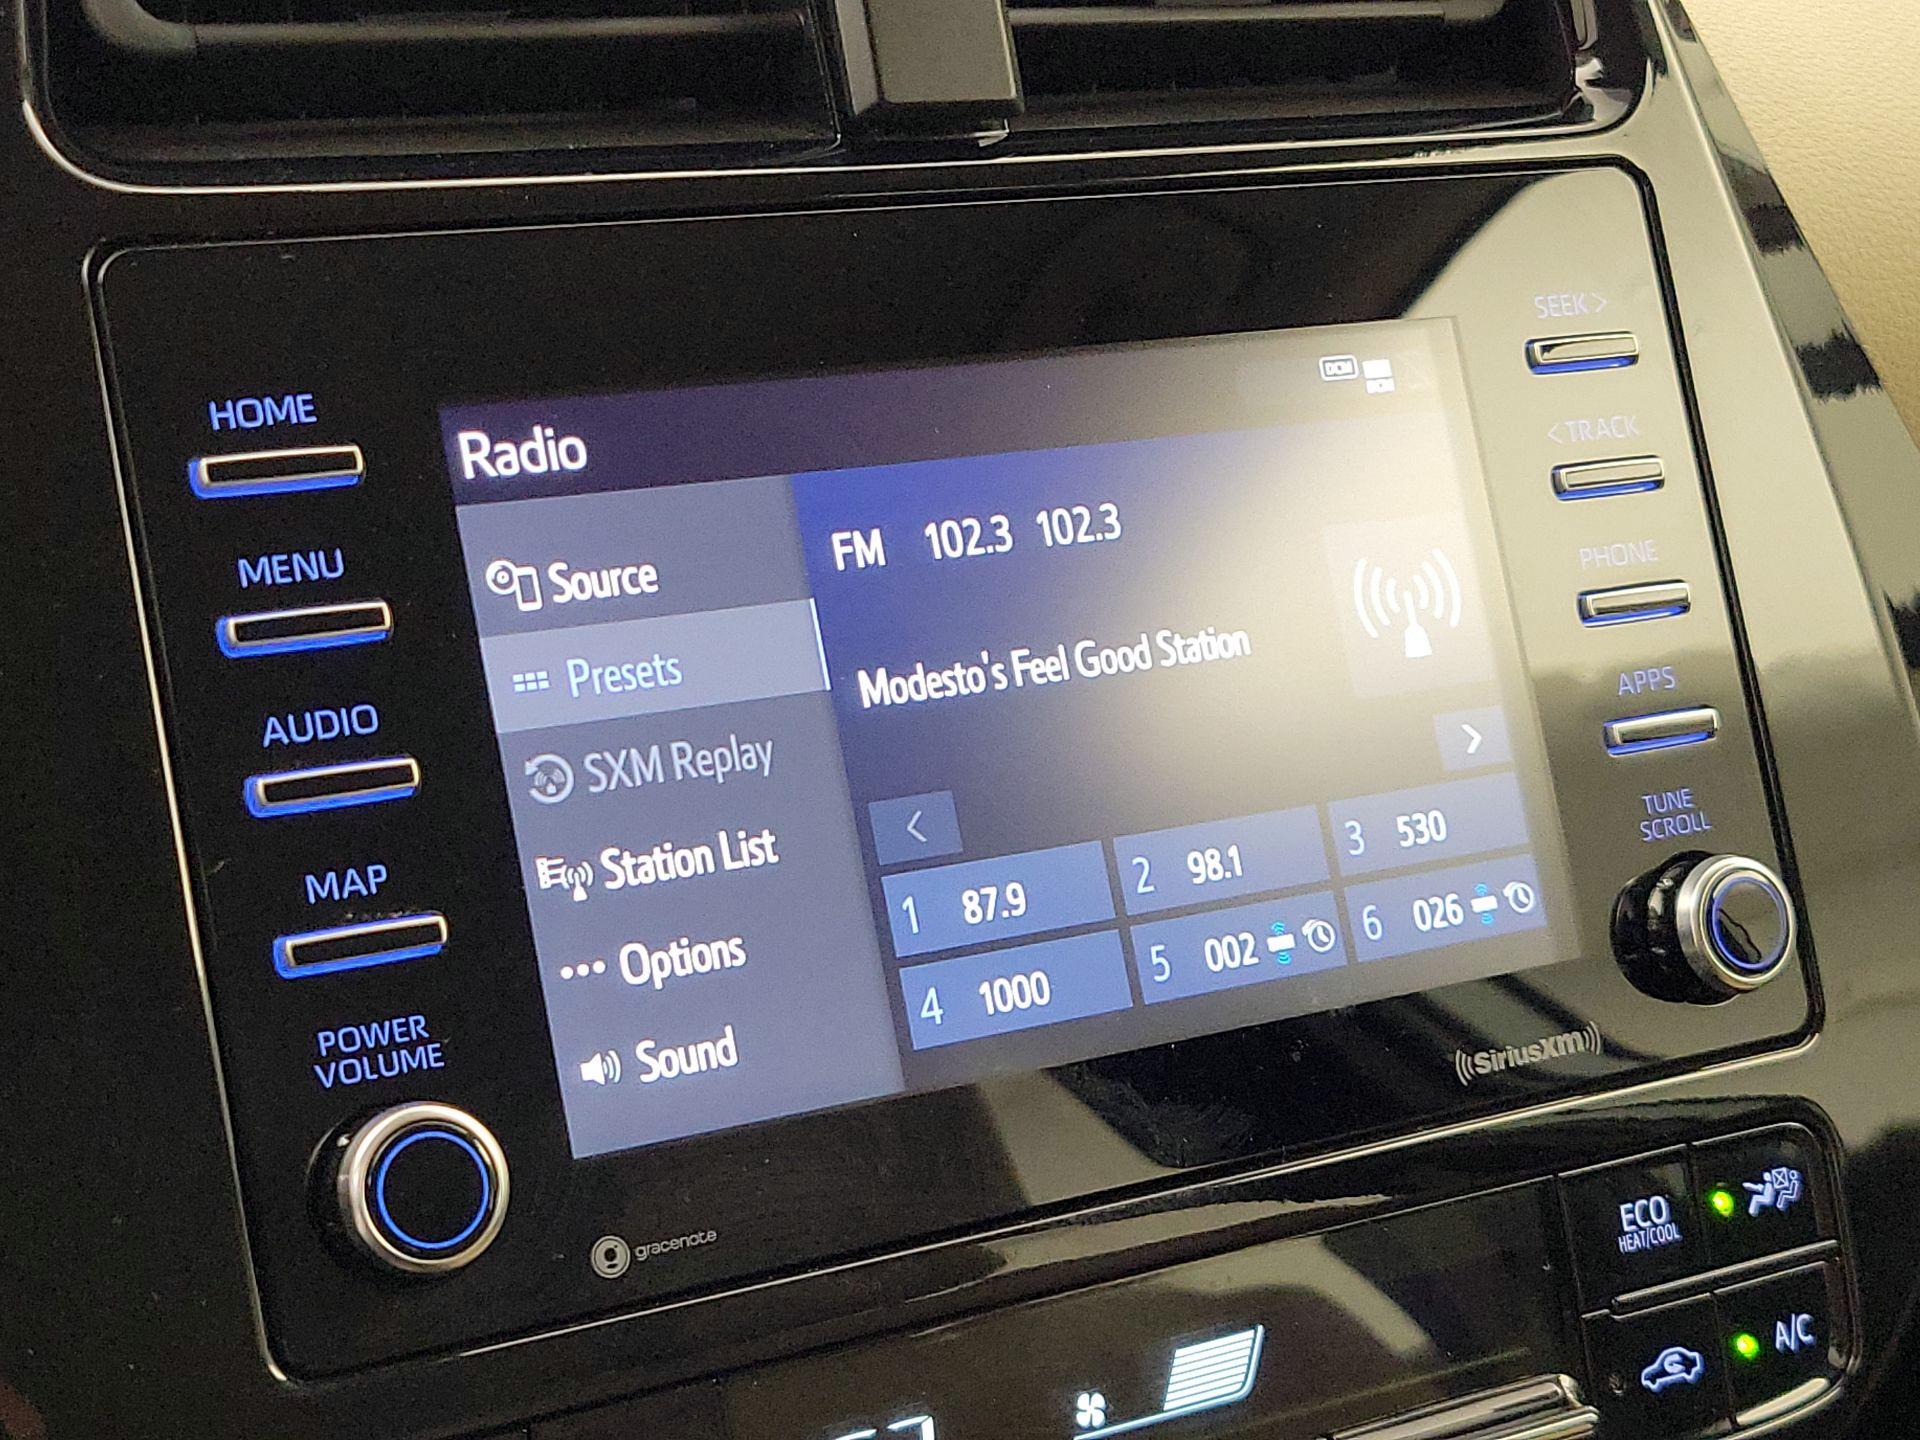 HOME
MENU
AUDIO
MAP
POWER
VOLUME
Radio
DCM
Source
Presets
SXM Replay
Station List
Options
Sound
FM 102.3 102.3
Modesto's Feel Good Station
<
>
1 87.9
2 98.1
3 530
4 1000
5 002
6 026
SEEK >
< TRACK
PHONE
APPS
TUNE
SCROLL
gracenote
((SiriusXM))
ECO
HEAT/COOL
A/C